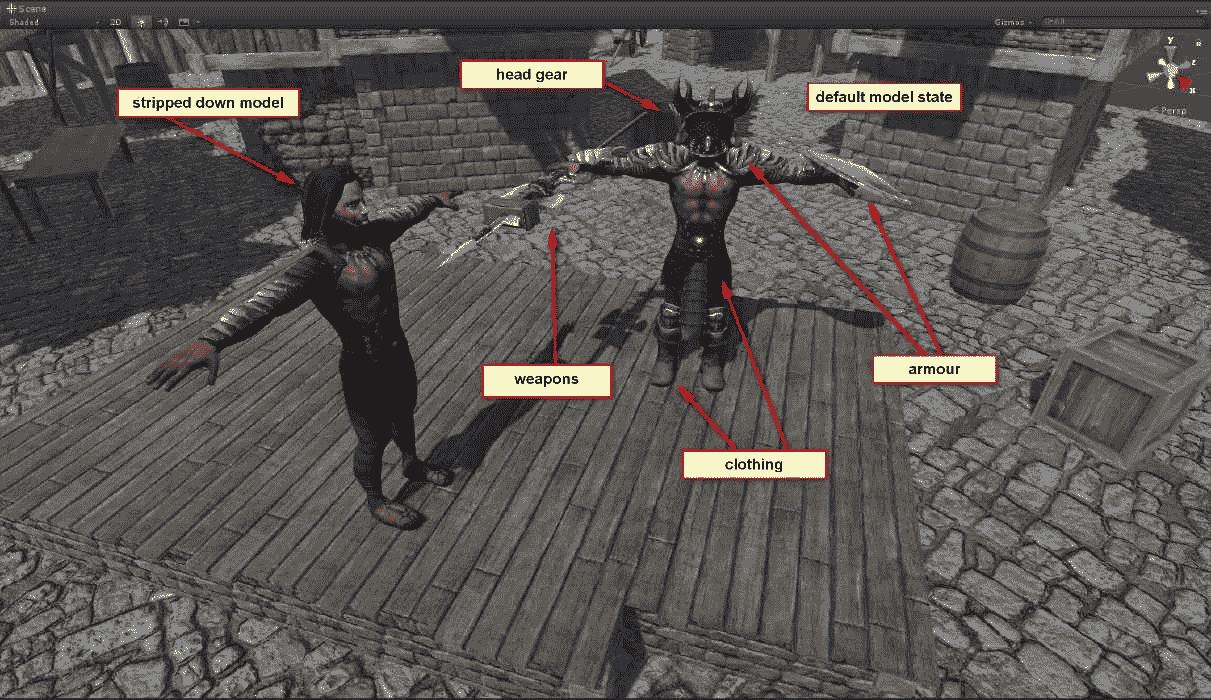 Scene
Shaded
2D
Gizmos
Y
z
x
Persp
head gear
default model state
stripped down model
weapons
armour
clothing